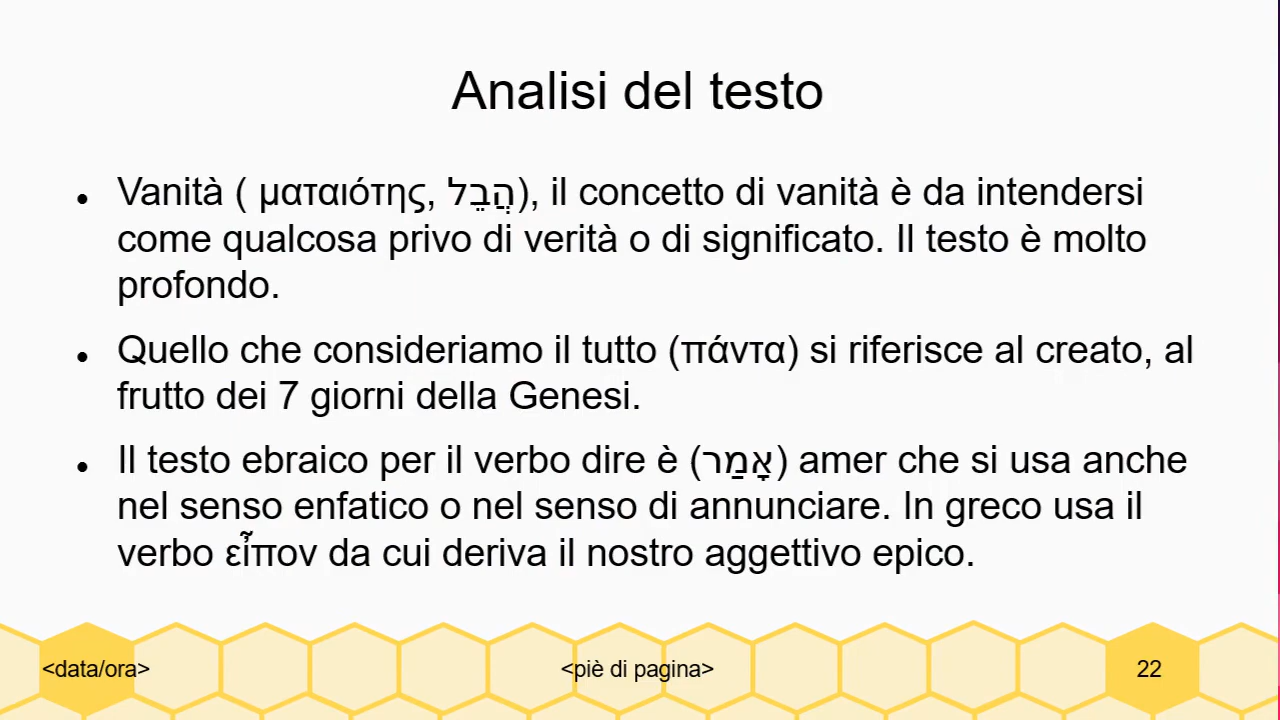 Analisi del testo
• Vanità ( ματαιότης, הֲבֵל), il concetto di vanità è da intendersi
come qualcosa privo di verità o di significato. Il testo è molto
profondo.
• Quello che consideriamo il tutto (πάντα) si riferisce al creato, al
frutto dei 7 giorni della Genesi.
• Il testo ebraico per il verbo dire è (אָמַר) amer che si usa anche
nel senso enfatico o nel senso di annunciare. In greco usa il
verbo εἶπον da cui deriva il nostro aggettivo epico.
<data/ora>
<piè di pagina>
22